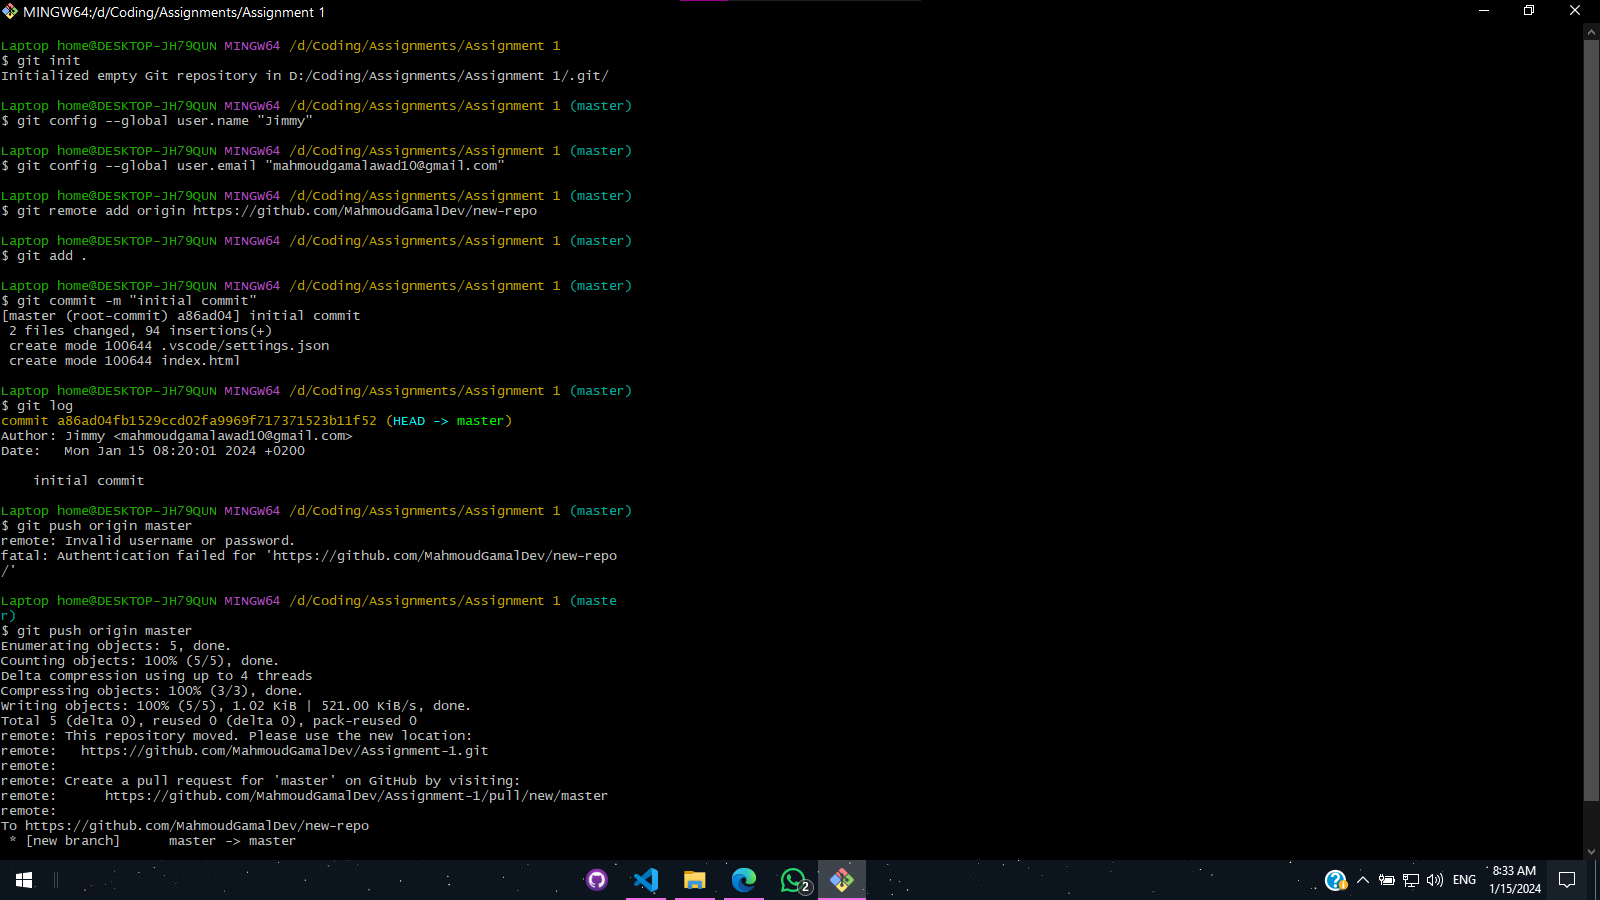 MINGW64:/d/Coding/Assignments/Assignment 1
Laptop home@DESKTOP-JH79QUN MINGW64 /d/Coding/Assignments/Assignment 1
$ git init
Initialized empty Git repository in D:/Coding/Assignments/Assignment 1/.git/
Laptop home@DESKTOP-JH79QUN MINGW64 /d/Coding/Assignments/Assignment 1 (master)
$ git config --global user.name "Jimmy"
Laptop home@DESKTOP-JH79QUN MINGW64 /d/Coding/Assignments/Assignment 1 (master)
$ git config --global user.email "mahmoudgamalawad10@gmail.com"
Laptop home@DESKTOP-JH79QUN MINGW64 /d/Coding/Assignments/Assignment 1 (master)
$ git remote add origin https://github.com/MahmoudGamalDev/new-repo
Laptop home@DESKTOP-JH79QUN MINGW64 /d/Coding/Assignments/Assignment 1 (master)
$ git add .
Laptop home@DESKTOP-JH79QUN MINGW64 /d/Coding/Assignments/Assignment 1 (master)
$ git commit -m "initial commit"
[master (root-commit) a86ad04] initial commit
 2 files changed, 94 insertions(+)
 create mode 100644 .vscode/settings.json
 create mode 100644 index.html
Laptop home@DESKTOP-JH79QUN MINGW64 /d/Coding/Assignments/Assignment 1 (master)
$ git log
commit a86ad04fb1529ccd02fa9969f717371523b11f52 (HEAD -> master)
Author: Jimmy <mahmoudgamalawad10@gmail.com>
Date:   Mon Jan 15 08:20:01 2024 +0200
    initial commit
Laptop home@DESKTOP-JH79QUN MINGW64 /d/Coding/Assignments/Assignment 1 (master)
$ git push origin master
remote: Invalid username or password.
fatal: Authentication failed for 'https://github.com/MahmoudGamalDev/new-repo
/'
Laptop home@DESKTOP-JH79QUN MINGW64 /d/Coding/Assignments/Assignment 1 (maste
r)
$ git push origin master
Enumerating objects: 5, done.
Counting objects: 100% (5/5), done.
Delta compression using up to 4 threads
Compressing objects: 100% (3/3), done.
Writing objects: 100% (5/5), 1.02 KiB | 521.00 KiB/s, done.
Total 5 (delta 0), reused 0 (delta 0), pack-reused 0
remote: This repository moved. Please use the new location:
remote:   https://github.com/MahmoudGamalDev/Assignment-1.git
remote:
remote: Create a pull request for 'master' on GitHub by visiting:
remote:      https://github.com/MahmoudGamalDev/Assignment-1/pull/new/master
remote:
To https://github.com/MahmoudGamalDev/new-repo
 * [new branch]      master -> master
2
ENG
8:33 AM
1/15/2024